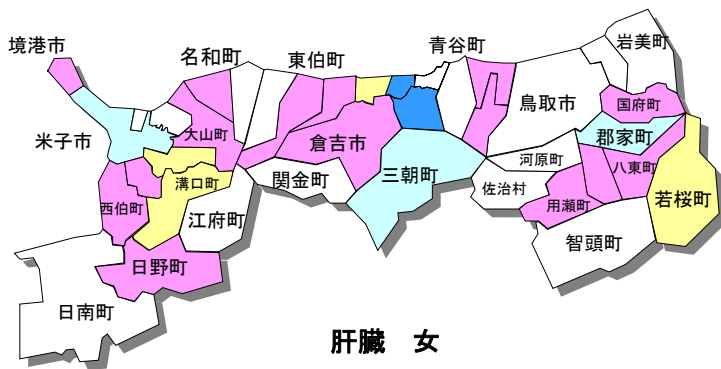 境港市
名和町
東伯町
青谷町
岩美町
米子市
大山町
倉吉市
鳥取市
国府町
郡家町
西伯町
溝口町
関金町
三朝町
河原町
八東町
佐治村
用瀬町
若桜町
江府町
智頭町
日野町
日南町
肝臓　女